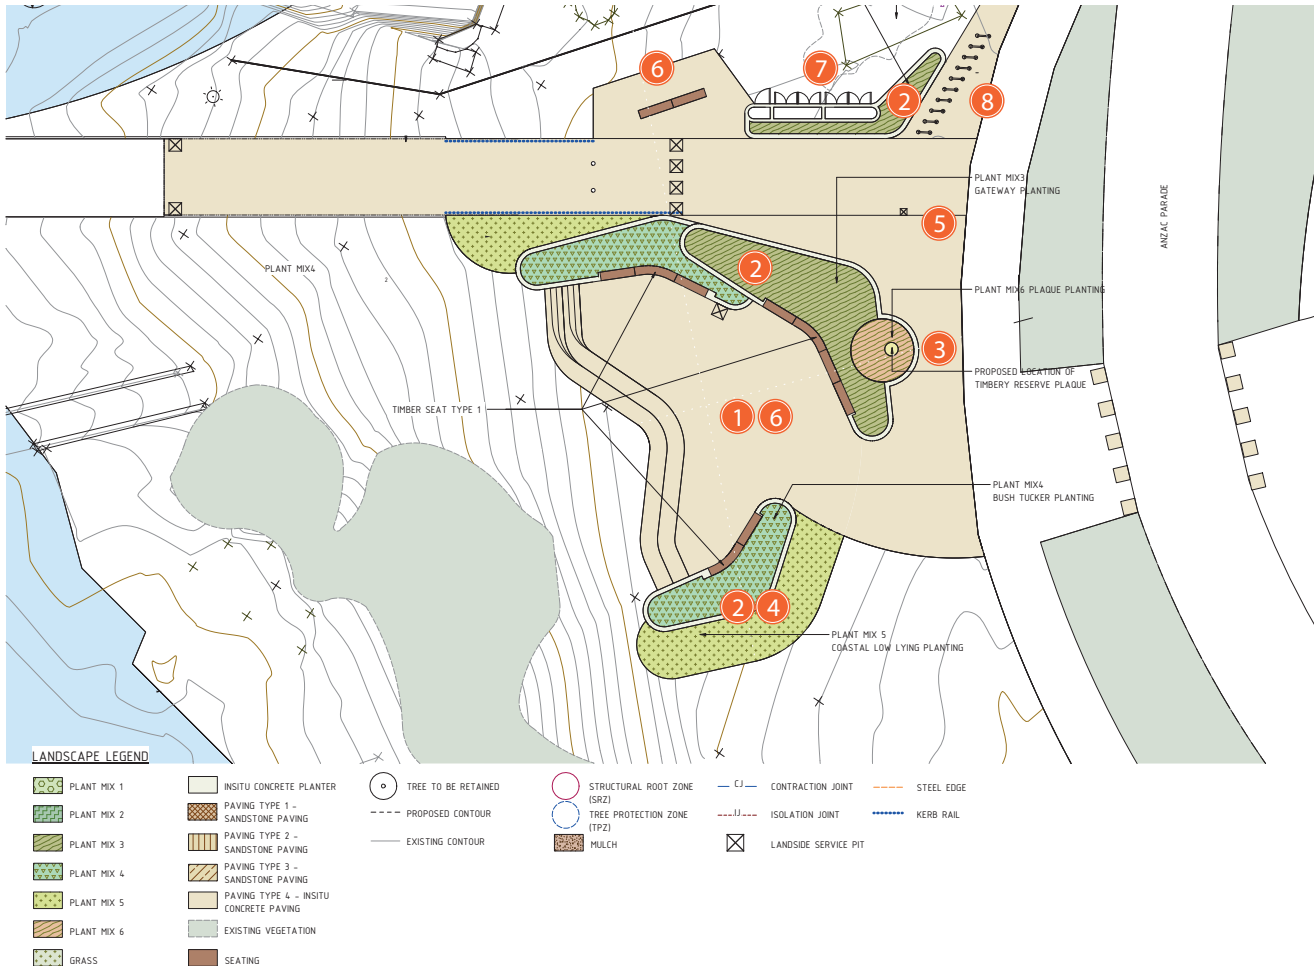 6
7
2
8
PLANT MIX3
GATEWAY PLANTING
ANZAC PARADE
5
PLANT MIX4
2
2
PLANT MIX6 PLAQUE PLANTING
3
PROPOSED LOCATION OF
TIMBERY RESERVE PLAQUE
TIMBER SEAT TYPE 1
1
6
PLANT MIX4
BUSH TUCKER PLANTING
2
4
PLANT MIX 5
COASTAL LOW LYING PLANTING
LANDSCAPE LEGEND
PLANT MIX 1
PLANT MIX 2
PLANT MIX 3
PLANT MIX 4
PLANT MIX 5
PLANT MIX 6
GRASS
INSITU CONCRETE PLANTER
PAVING TYPE 1 -
SANDSTONE PAVING
PAVING TYPE 2 -
SANDSTONE PAVING
PAVING TYPE 3 -
SANDSTONE PAVING
PAVING TYPE 4 - INSITU
CONCRETE PAVING
EXISTING VEGETATION
SEATING
TREE TO BE RETAINED
PROPOSED CONTOUR
EXISTING CONTOUR
STRUCTURAL ROOT ZONE
(SRZ)
TREE PROTECTION ZONE
(TPZ)
MULCH
CJ
CONTRACTION JOINT
IJ
ISOLATION JOINT
LANDSIDE SERVICE PIT
STEEL EDGE
KERB RAIL